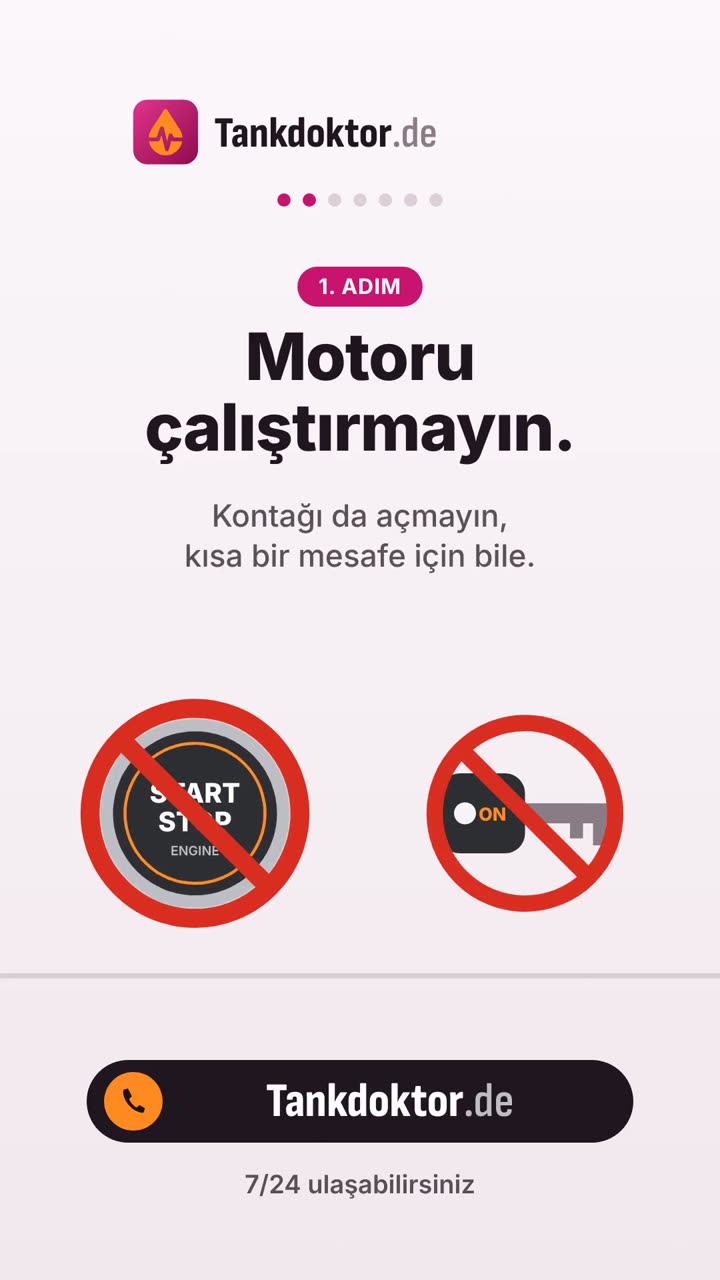 Tankdoktor.de
1. ADIM
Motoru
çalıştırmayın.
Kontağı da açmayın,
kısa bir mesafe için bile.
START
STOP
ENGINE
ON
Tankdoktor.de
7/24 ulaşabilirsiniz